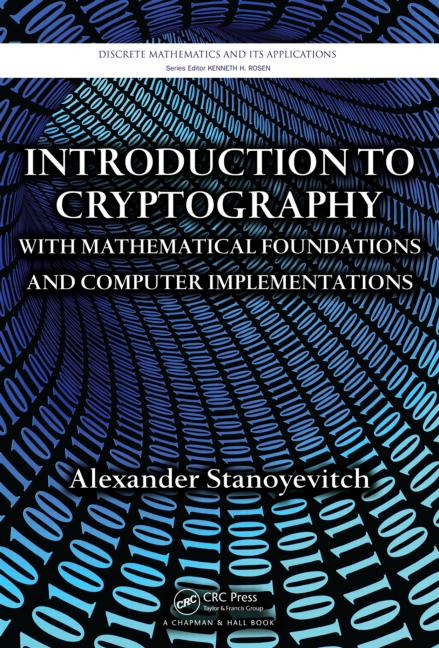 DISCRETE MATHEMATICS AND ITS APPLICATIONS
Series Editor KENNETH H. ROSEN
INTRODUCTION TO
CRYPTOGRAPHY
WITH MATHEMATICAL FOUNDATIONS
AND COMPUTER IMPLEMENTATIONS
Alexander Stanoyevitch
CRC
CRC Press
Taylor & Francis Group
A CHAPMAN & HALL BOOK